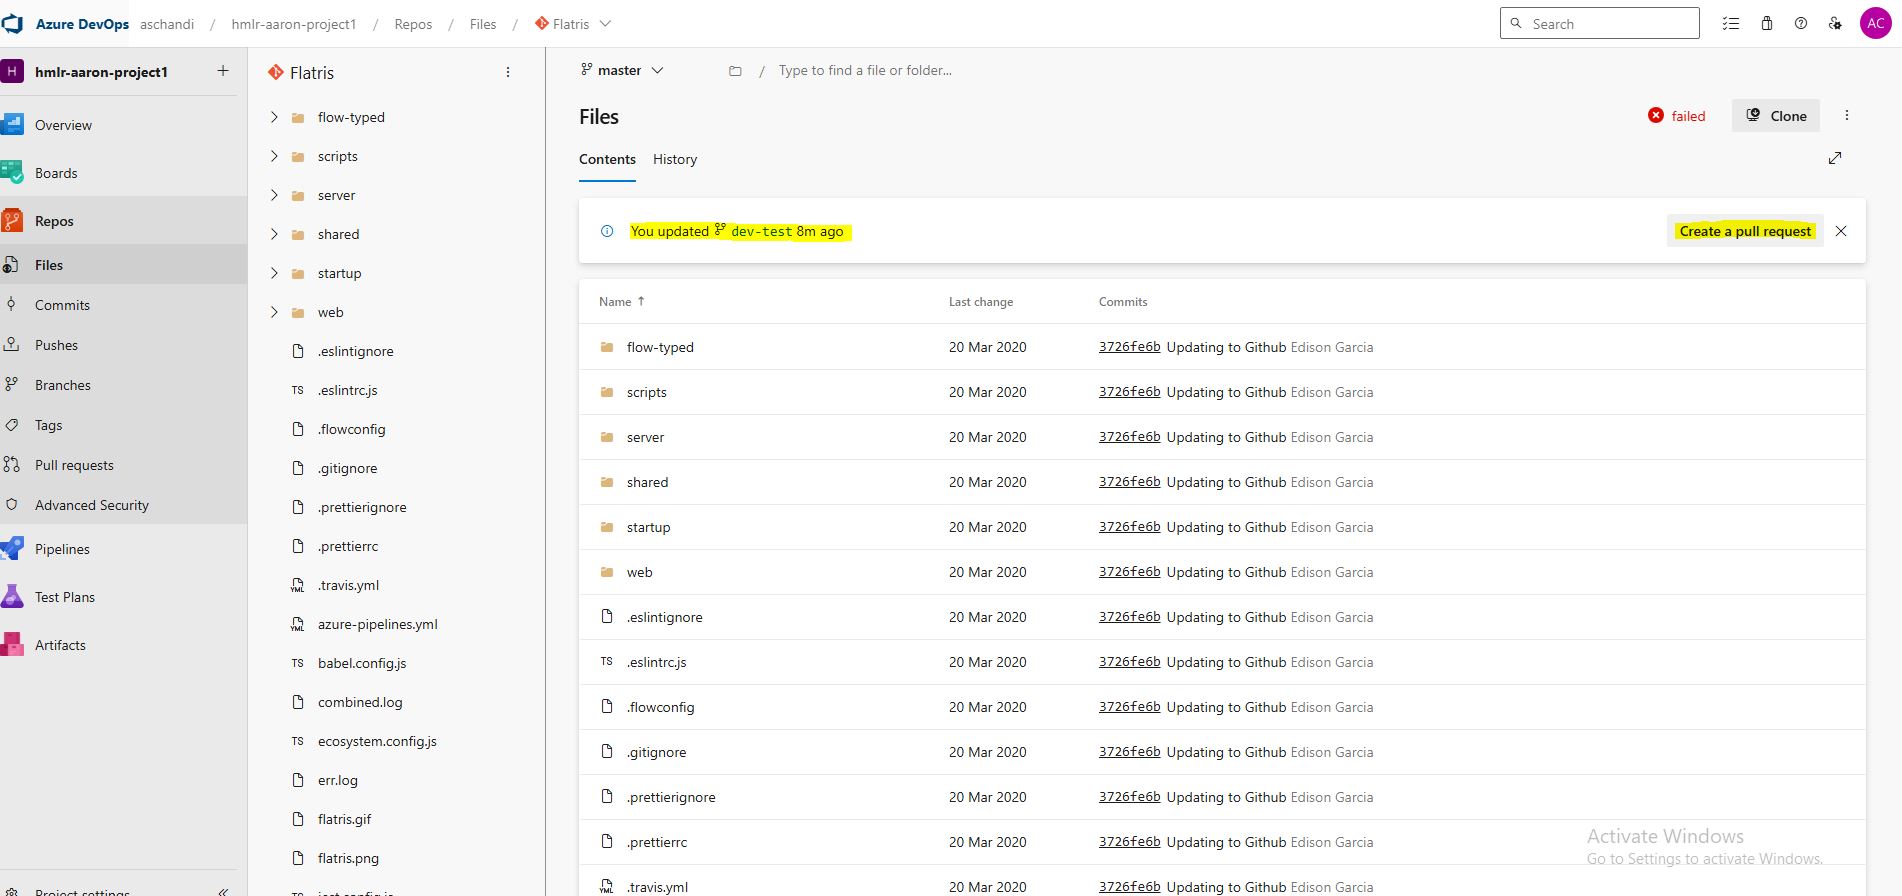 Azure DevOps aschandi / hmlr-aaron-project1 / Repos / Files / Flatris
Search
AC
H hmlr-aaron-project1 +
Overview
Boards
Repos
Files
Commits
Pushes
Branches
Tags
Pull requests
Advanced Security
Pipelines
Test Plans
Artifacts
Project settings
Flatris
flow-typed
scripts
server
shared
startup
web
.eslintignore
TS .eslintrc.js
.flowconfig
.gitignore
.prettierignore
.prettierrc
YML .travis.yml
YML azure-pipelines.yml
TS babel.config.js
combined.log
TS ecosystem.config.js
err.log
flatris.gif
flatris.png
jest.config.js
master / Type to find a file or folder...
Files
failed
Clone
Contents History
You updated dev-test 8m ago
Create a pull request
Name Last change Commits
flow-typed 20 Mar 2020 3726fe6b Updating to Github Edison Garcia
scripts 20 Mar 2020 3726fe6b Updating to Github Edison Garcia
server 20 Mar 2020 3726fe6b Updating to Github Edison Garcia
shared 20 Mar 2020 3726fe6b Updating to Github Edison Garcia
startup 20 Mar 2020 3726fe6b Updating to Github Edison Garcia
web 20 Mar 2020 3726fe6b Updating to Github Edison Garcia
.eslintignore 20 Mar 2020 3726fe6b Updating to Github Edison Garcia
TS .eslintrc.js 20 Mar 2020 3726fe6b Updating to Github Edison Garcia
.flowconfig 20 Mar 2020 3726fe6b Updating to Github Edison Garcia
.gitignore 20 Mar 2020 3726fe6b Updating to Github Edison Garcia
.prettierignore 20 Mar 2020 3726fe6b Updating to Github Edison Garcia
.prettierrc 20 Mar 2020 3726fe6b Updating to Github Edison Garcia
YML .travis.yml 20 Mar 2020 3726fe6b Updating to Github Edison Garcia
Activate Windows
Go to Settings to activate Windows.